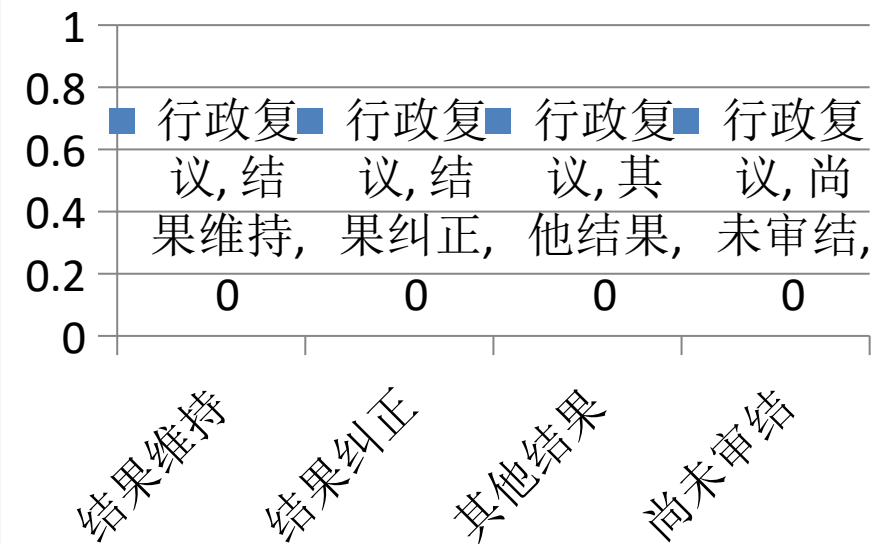 1
0.8
0.6
0.4
0.2
0
行政复
议, 结
果维持,
0
行政复
议, 结
果纠正,
0
行政复
议, 其
他结果,
0
行政复
议, 尚
未审结,
0
结果维持
结果纠正
其他结果
尚未审结